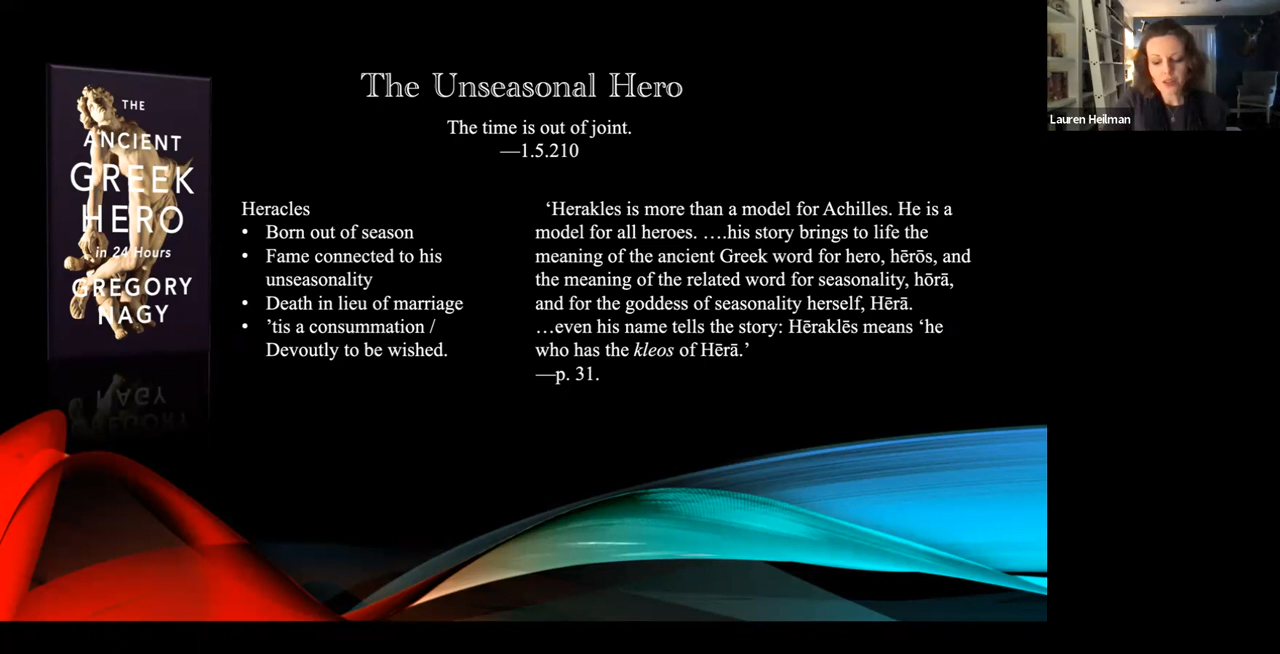 The Unseasonal Hero
The time is out of joint.
—1.5.210
THE
ANCIENT
GREEK
HERO
in 24 Hours
GREGORY
NAGY
Heracles
• Born out of season
• Fame connected to his
unseasonality
• Death in lieu of marriage
• ’tis a consummation /
Devoutly to be wished.
‘Herakles is more than a model for Achilles. He is a
model for all heroes. ….his story brings to life the
meaning of the ancient Greek word for hero, hērōs, and
the meaning of the related word for seasonality, hōrā,
and for the goddess of seasonality herself, Hērā.
…even his name tells the story: Hēraklēs means ‘he
who has the kleos of Hērā.’
—p. 31.
Lauren Heilman